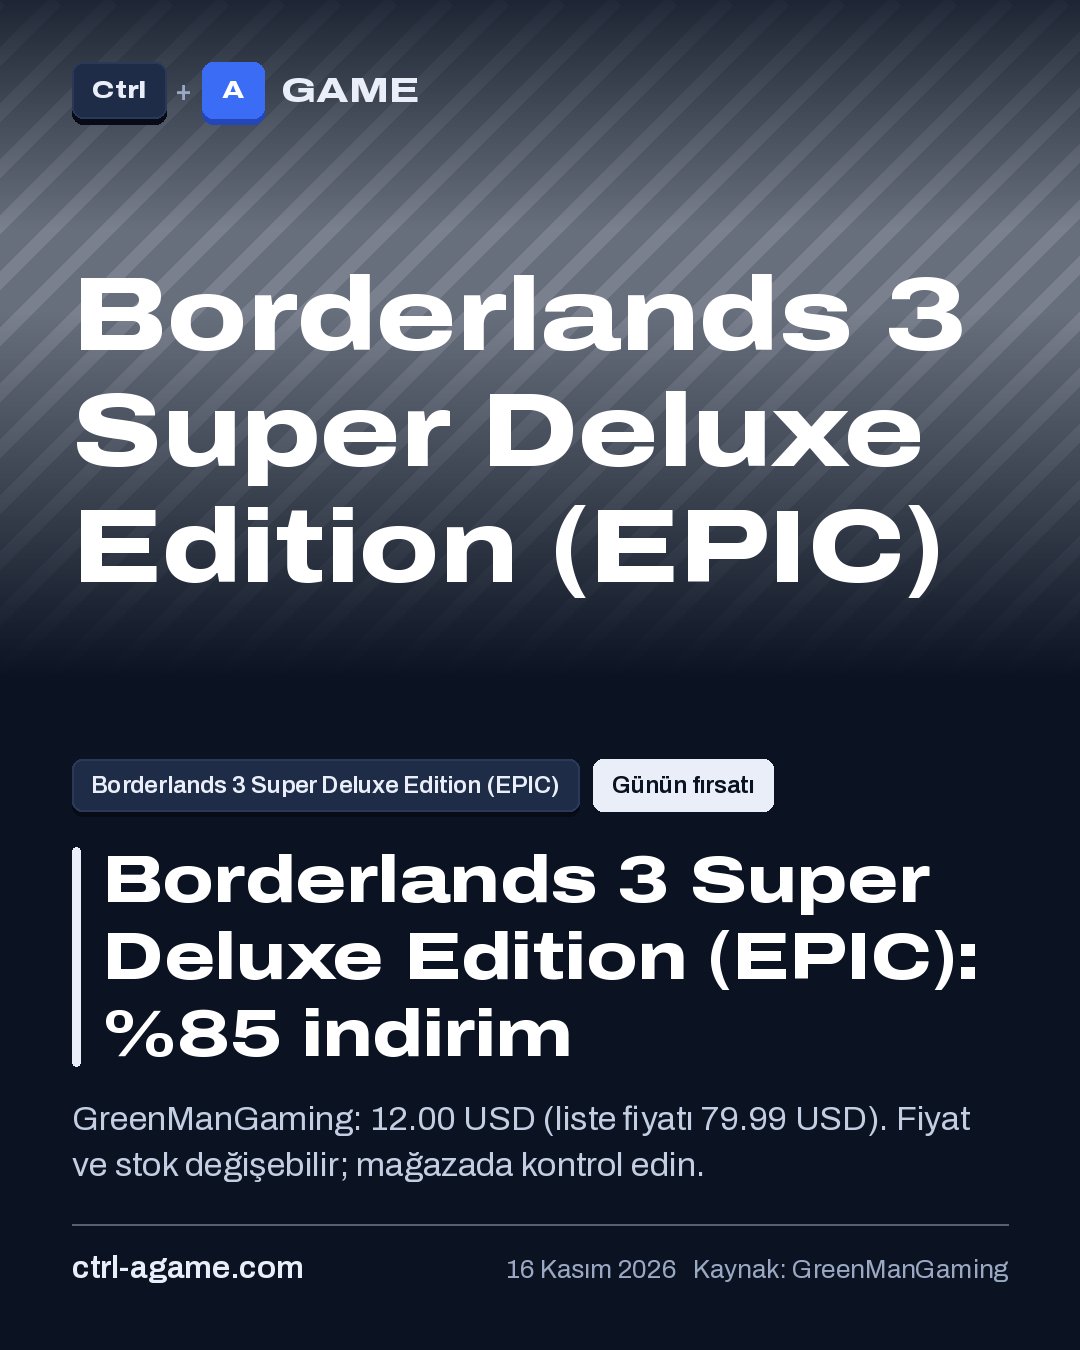 Ctrl + A GAME
Borderlands 3
Super Deluxe
Edition (EPIC)
Borderlands 3 Super Deluxe Edition (EPIC) Günün fırsatı
Borderlands 3 Super
Deluxe Edition (EPIC):
%85 indirim
GreenManGaming: 12.00 USD (liste fiyatı 79.99 USD). Fiyat
ve stok değişebilir; mağazada kontrol edin.
ctrl-agame.com 16 Kasım 2026 Kaynak: GreenManGaming